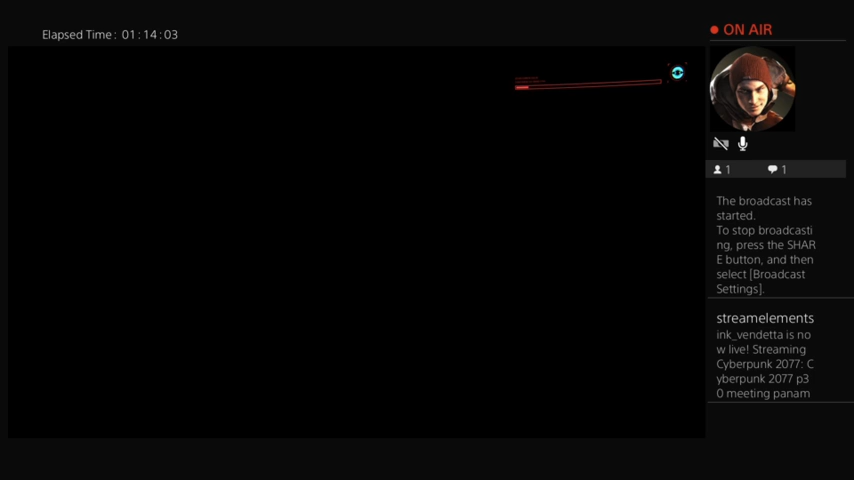 Elapsed Time: 01:14:03
ON AIR
1
1
The broadcast has
started.
To stop broadcasti
ng, press the SHAR
E button, and then
select [Broadcast
Settings].
streamelements
ink_vendetta is no
w live! Streaming
Cyberpunk 2077: C
yberpunk 2077 p3
0 meeting panam